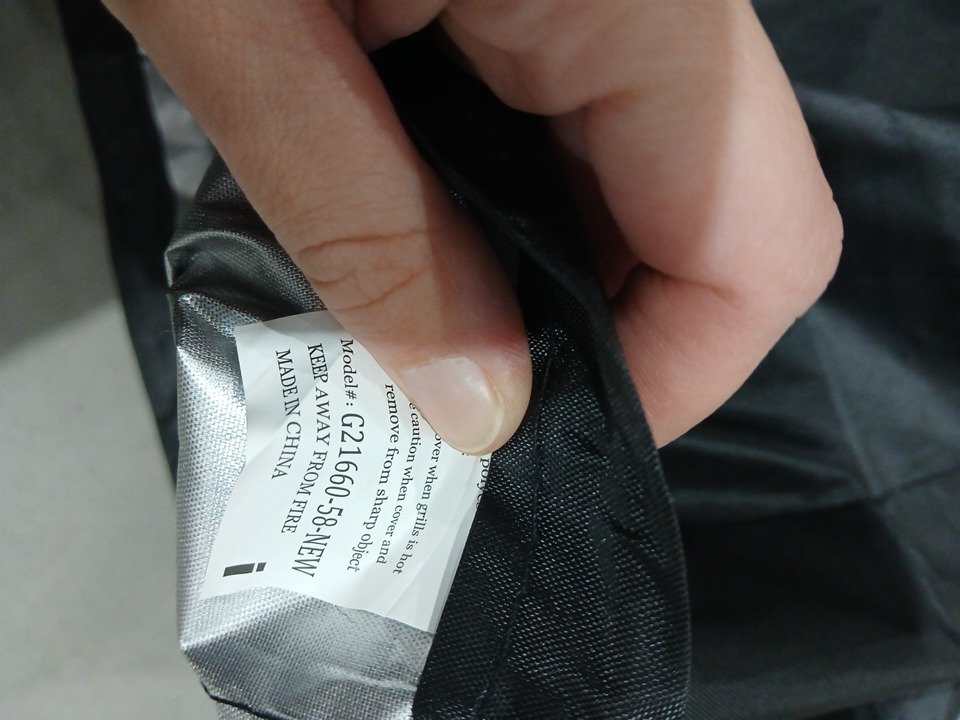 poly
over when grills is hot
caution when cover and
remove from sharp object
Model#: G21660-58-NEW
KEEP AWAY FROM FIRE
MADE IN CHINA